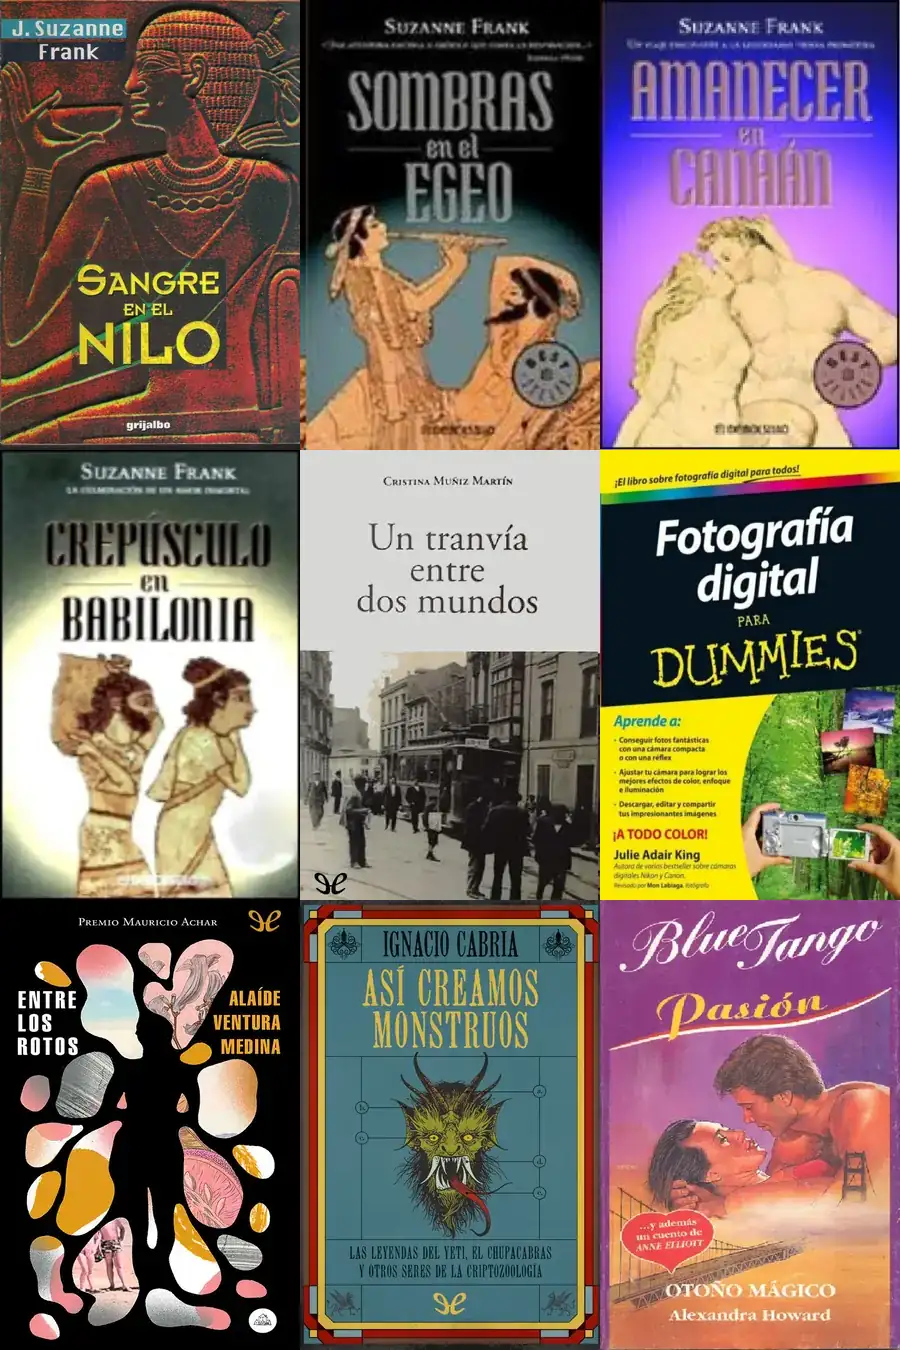 J. Suzanne
Frank
SANGRE
EN EL
NILO
grijalbo
SUZANNE FRANK
SOMBRAS
en el
EGEO
BEST
SELLER
SUZANNE FRANK
AMANECER
en
CANAÁN
BEST
SELLER
SUZANNE FRANK
LA CULMINACIÓN DE UN AMOR INMORTAL
CREPÚSCULO
en
BABILONIA
CRISTINA MUÑIZ MARTÍN
Un tranvía
entre
dos mundos
¡El libro sobre fotografía digital para todos!
Fotografía
digital
PARA
DUMMIES®
Aprende a:
· Conseguir fotos fantásticas
con una cámara compacta
o con una réflex
· Ajustar tu cámara para lograr los
mejores efectos de color, enfoque
e iluminación
· Descargar, editar y compartir
tus impresionantes imágenes
¡A TODO COLOR!
Julie Adair King
Autora de varios bestseller sobre cámaras
digitales Nikon y Canon.
Revisado por Mon Labiaga, fotógrafo
PREMIO MAURICIO ACHAR
ENTRE
LOS
ROTOS
ALAÍDE
VENTURA
MEDINA
IGNACIO CABRIA
ASÍ CREAMOS
MONSTRUOS
a.
b.
c.
d.
e.
LAS LEYENDAS DEL YETI, EL CHUPACABRAS
Y OTROS SERES DE LA CRIPTOZOOLOGÍA
Blue Tango
Pasión
...y además
un cuento de
ANNE ELLIOTT
OTOÑO MÁGICO
Alexandra Howard